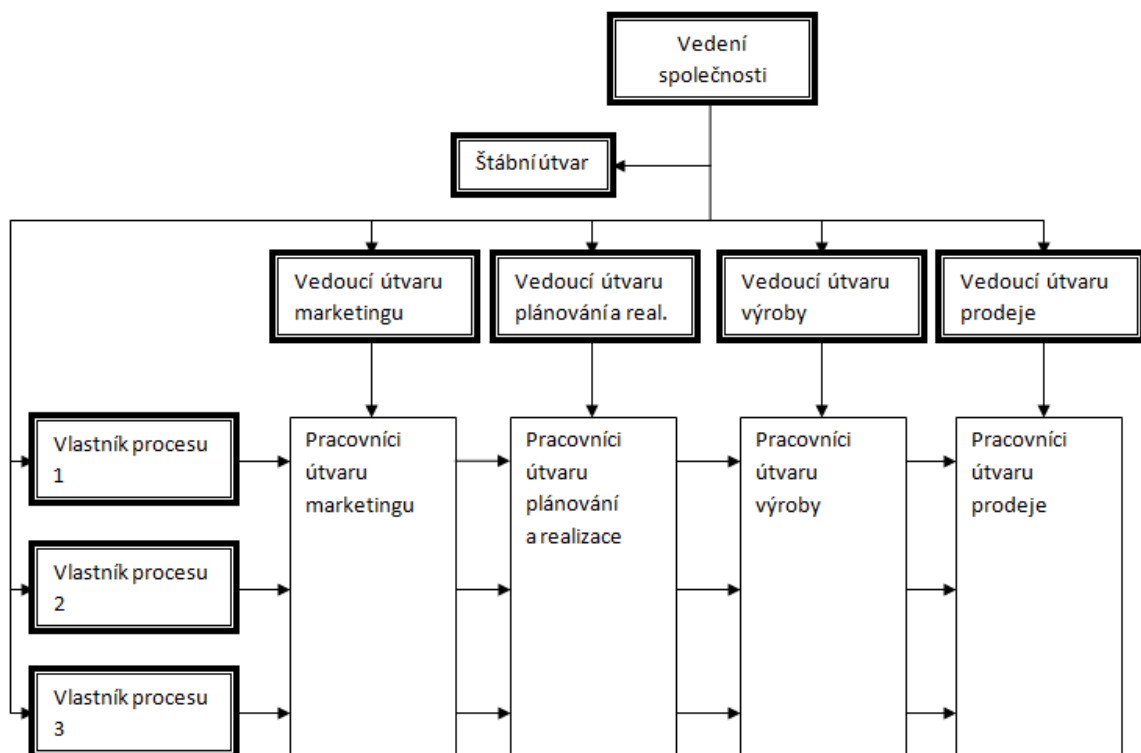 Vedení
společnosti
Štábní útvar
Vedoucí útvaru
marketingu
Vedoucí útvaru
plánování a real.
Vedoucí útvaru
výroby
Vedoucí útvaru
prodeje
Vlastník procesu
1
Pracovníci
útvaru
marketingu
Pracovníci
útvaru
plánování
a realizace
Pracovníci
útvaru
výroby
Pracovníci
útvaru
prodeje
Vlastník procesu
2
Vlastník procesu
3